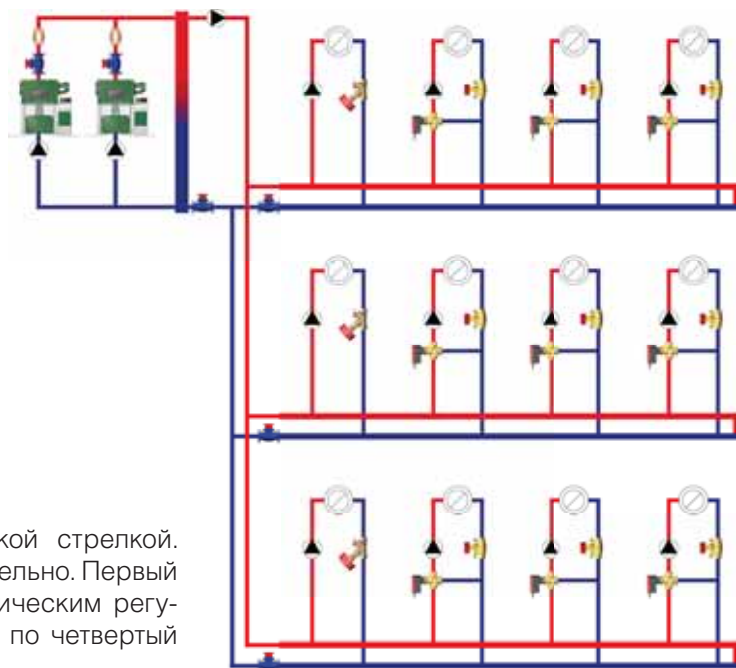 кой стрелкой.
ельно. Первый
ическим регу-
по четвертый